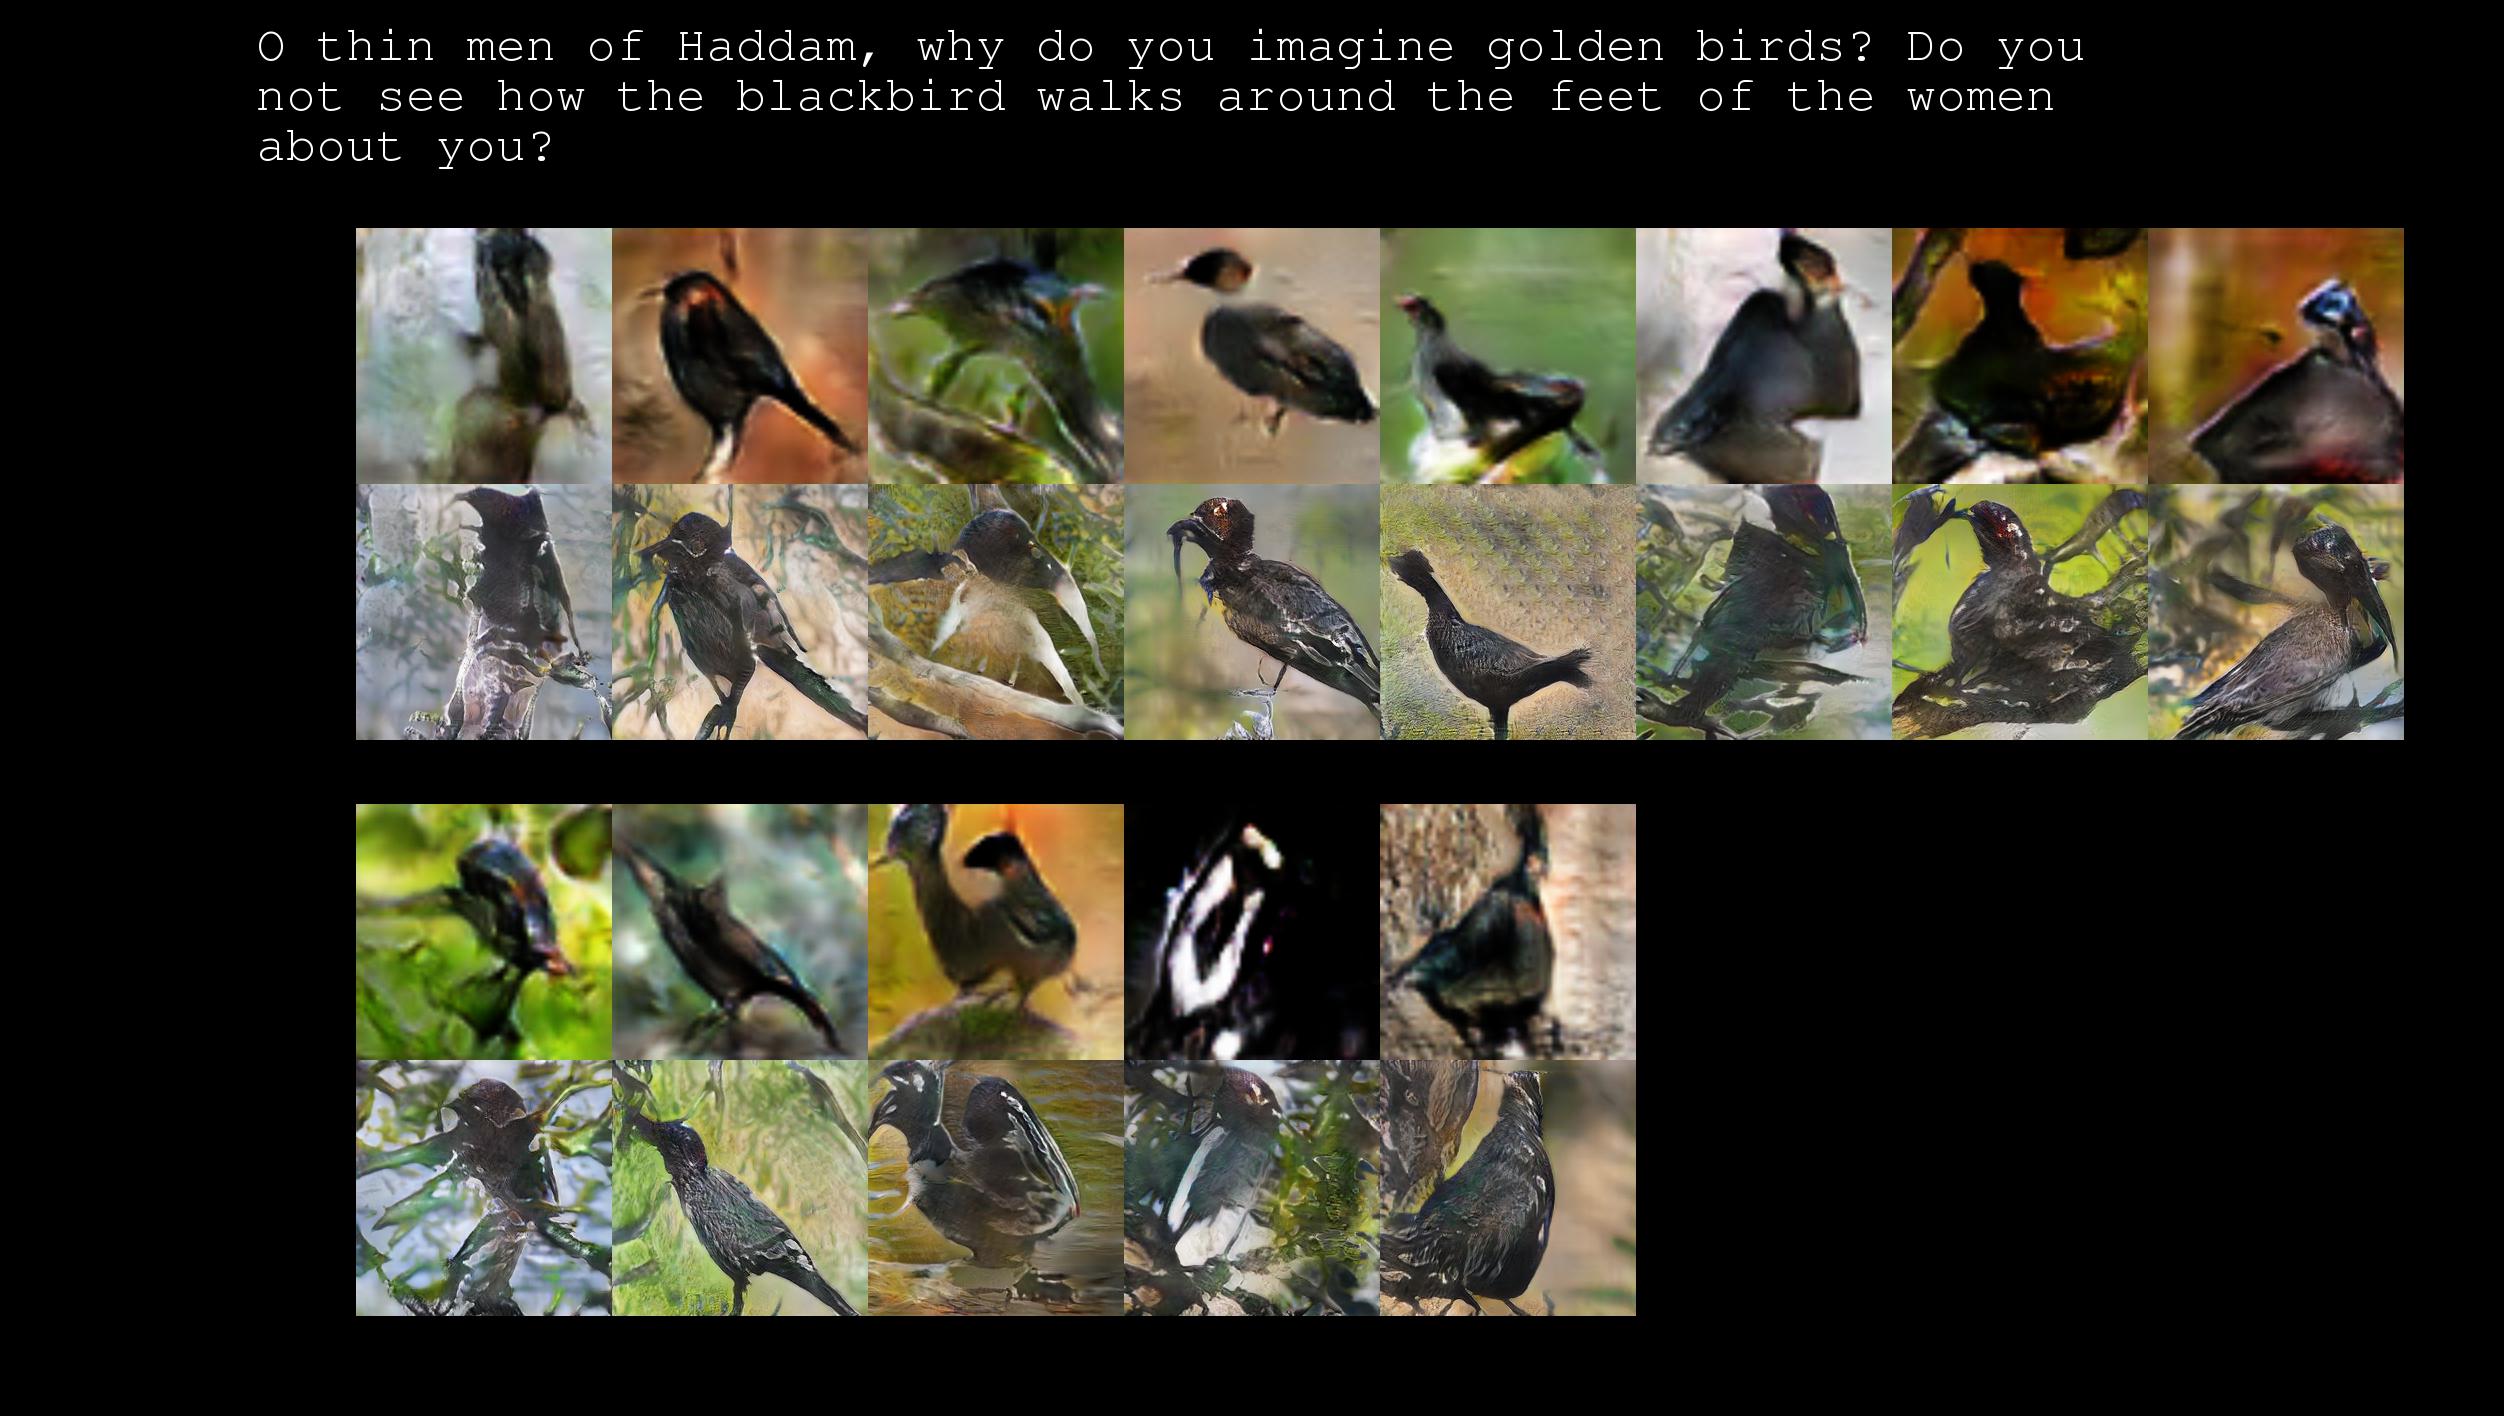 O thin men of Haddam, why do you imagine golden birds? Do you
not see how the blackbird walks around the feet of the women
about you?